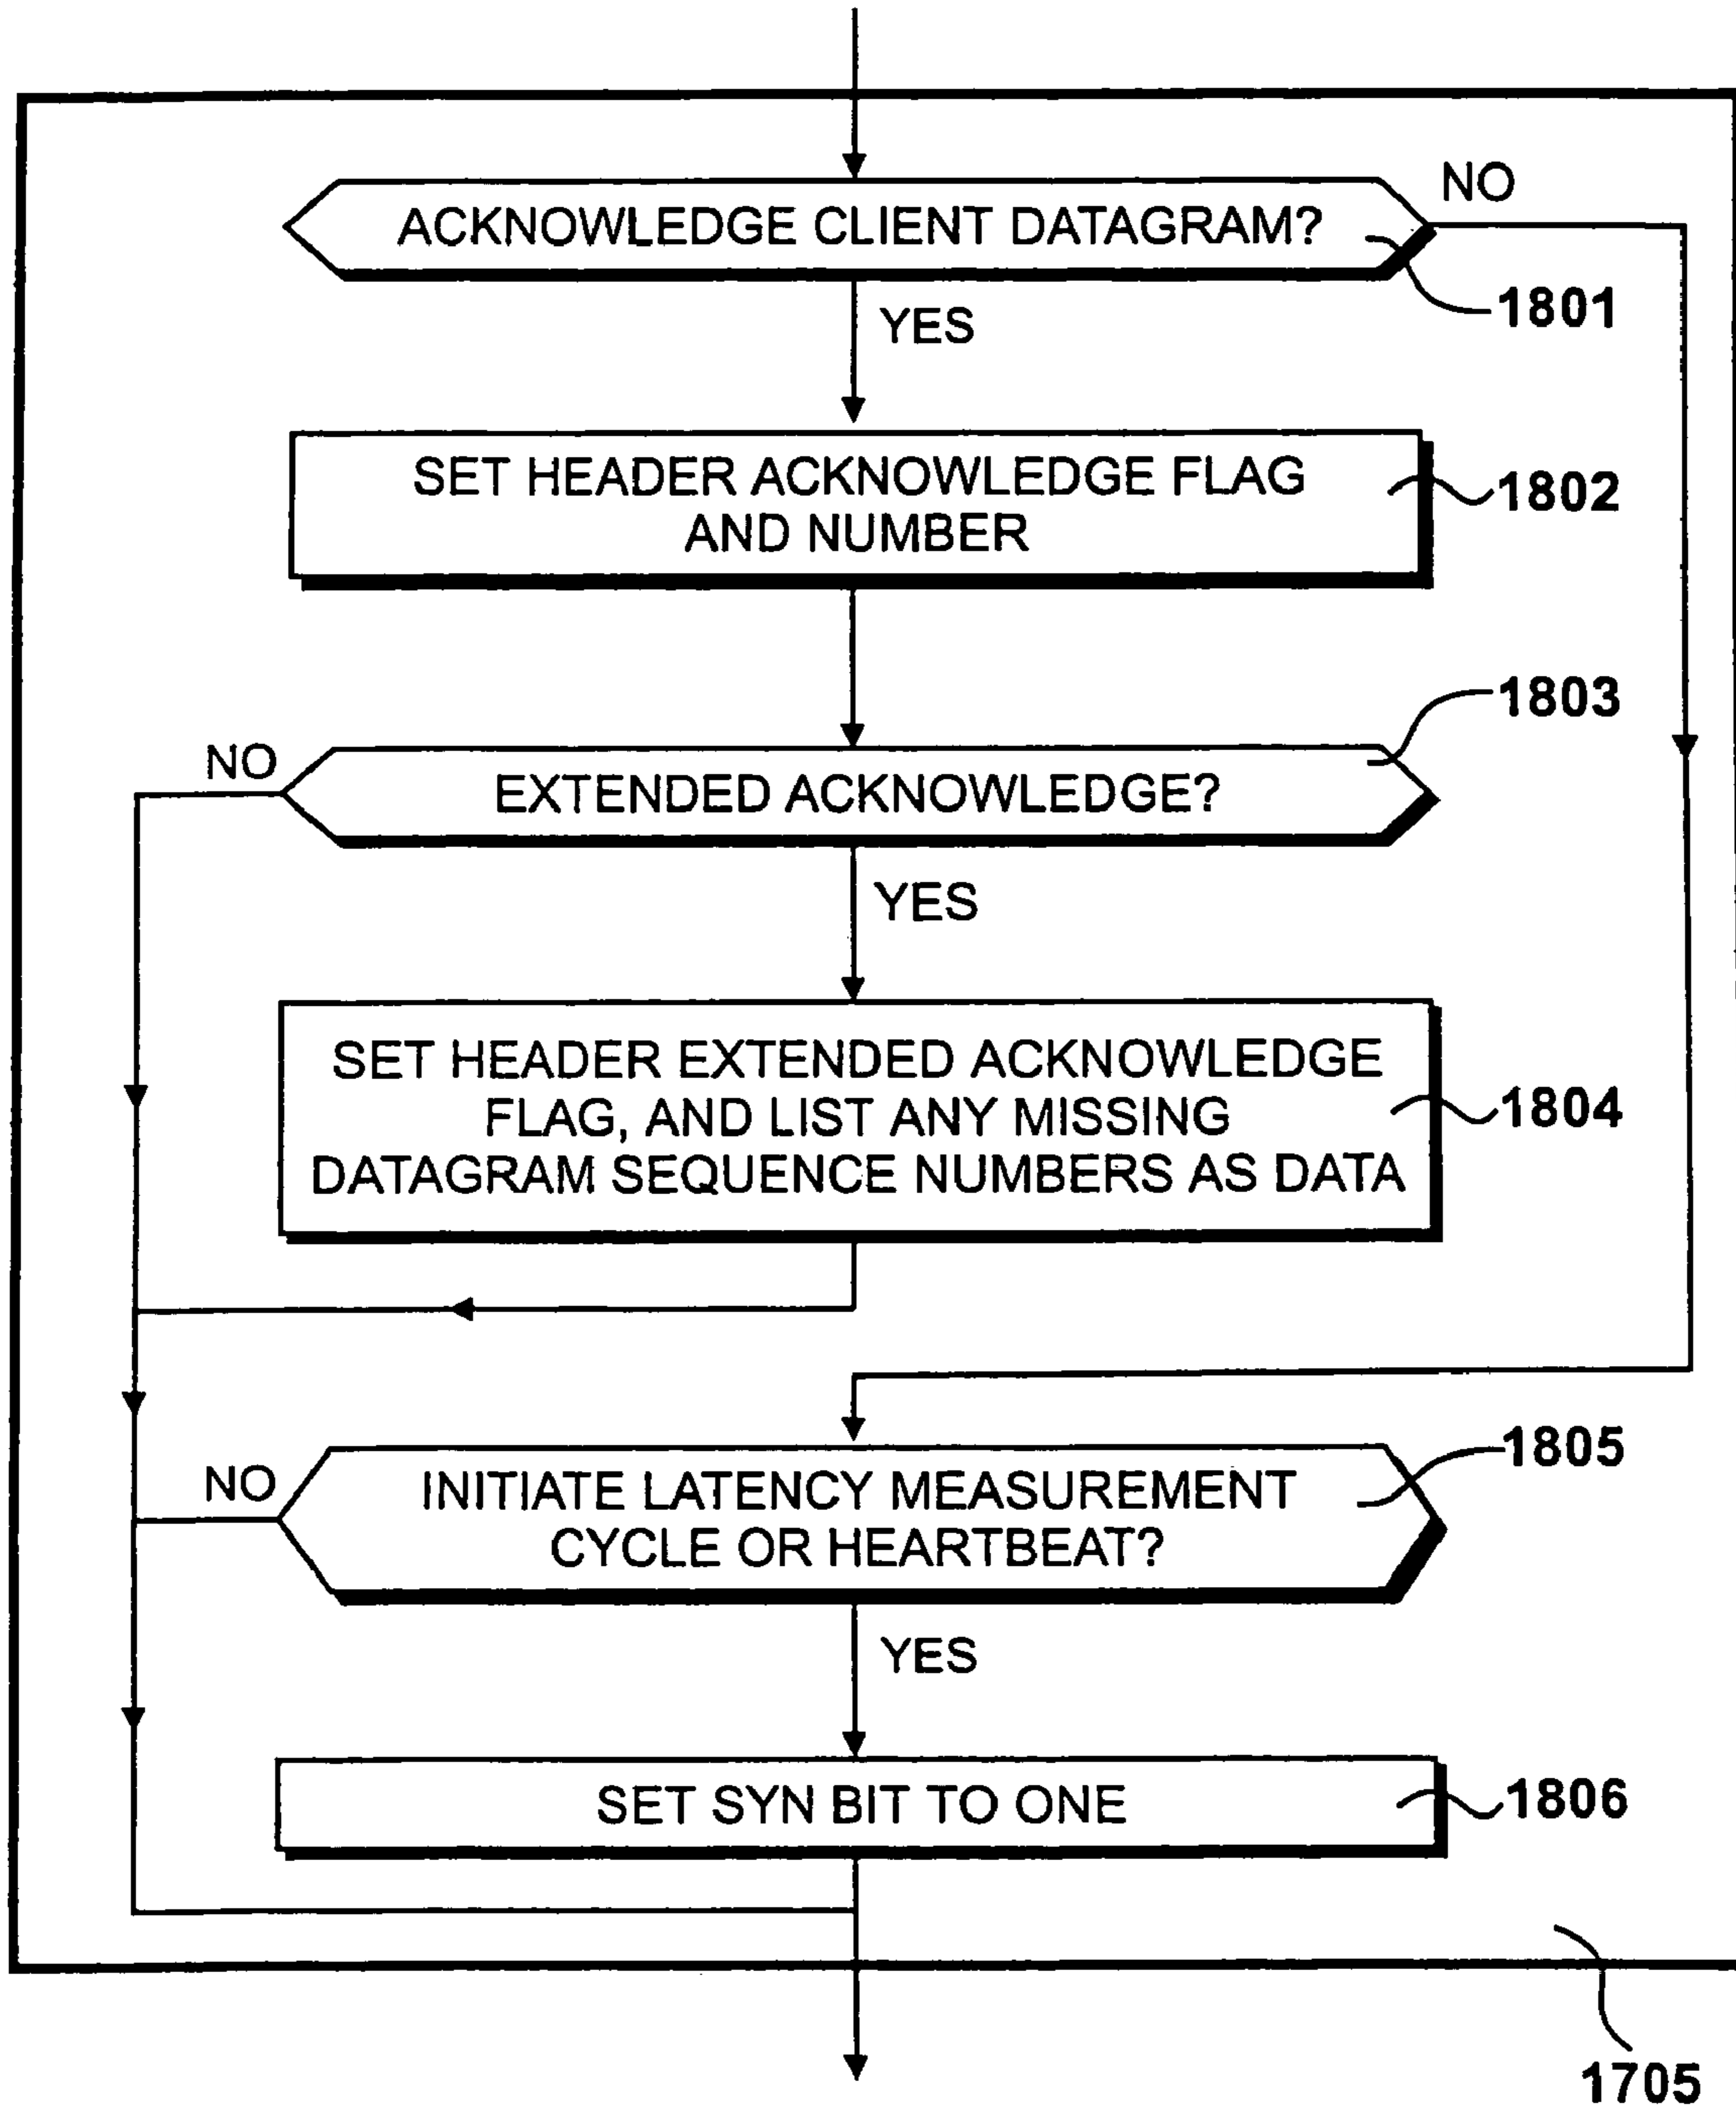 NO
ACKNOWLEDGE CLIENT DATAGRAM?
1801
YES
SET HEADER ACKNOWLEDGE FLAG
AND NUMBER
1802
1803
NO
EXTENDED ACKNOWLEDGE?
YES
SET HEADER EXTENDED ACKNOWLEDGE
FLAG, AND LIST ANY MISSING
DATAGRAM SEQUENCE NUMBERS AS DATA
1804
1805
NO
INITIATE LATENCY MEASUREMENT
CYCLE OR HEARTBEAT?
YES
SET SYN BIT TO ONE
1806
1705